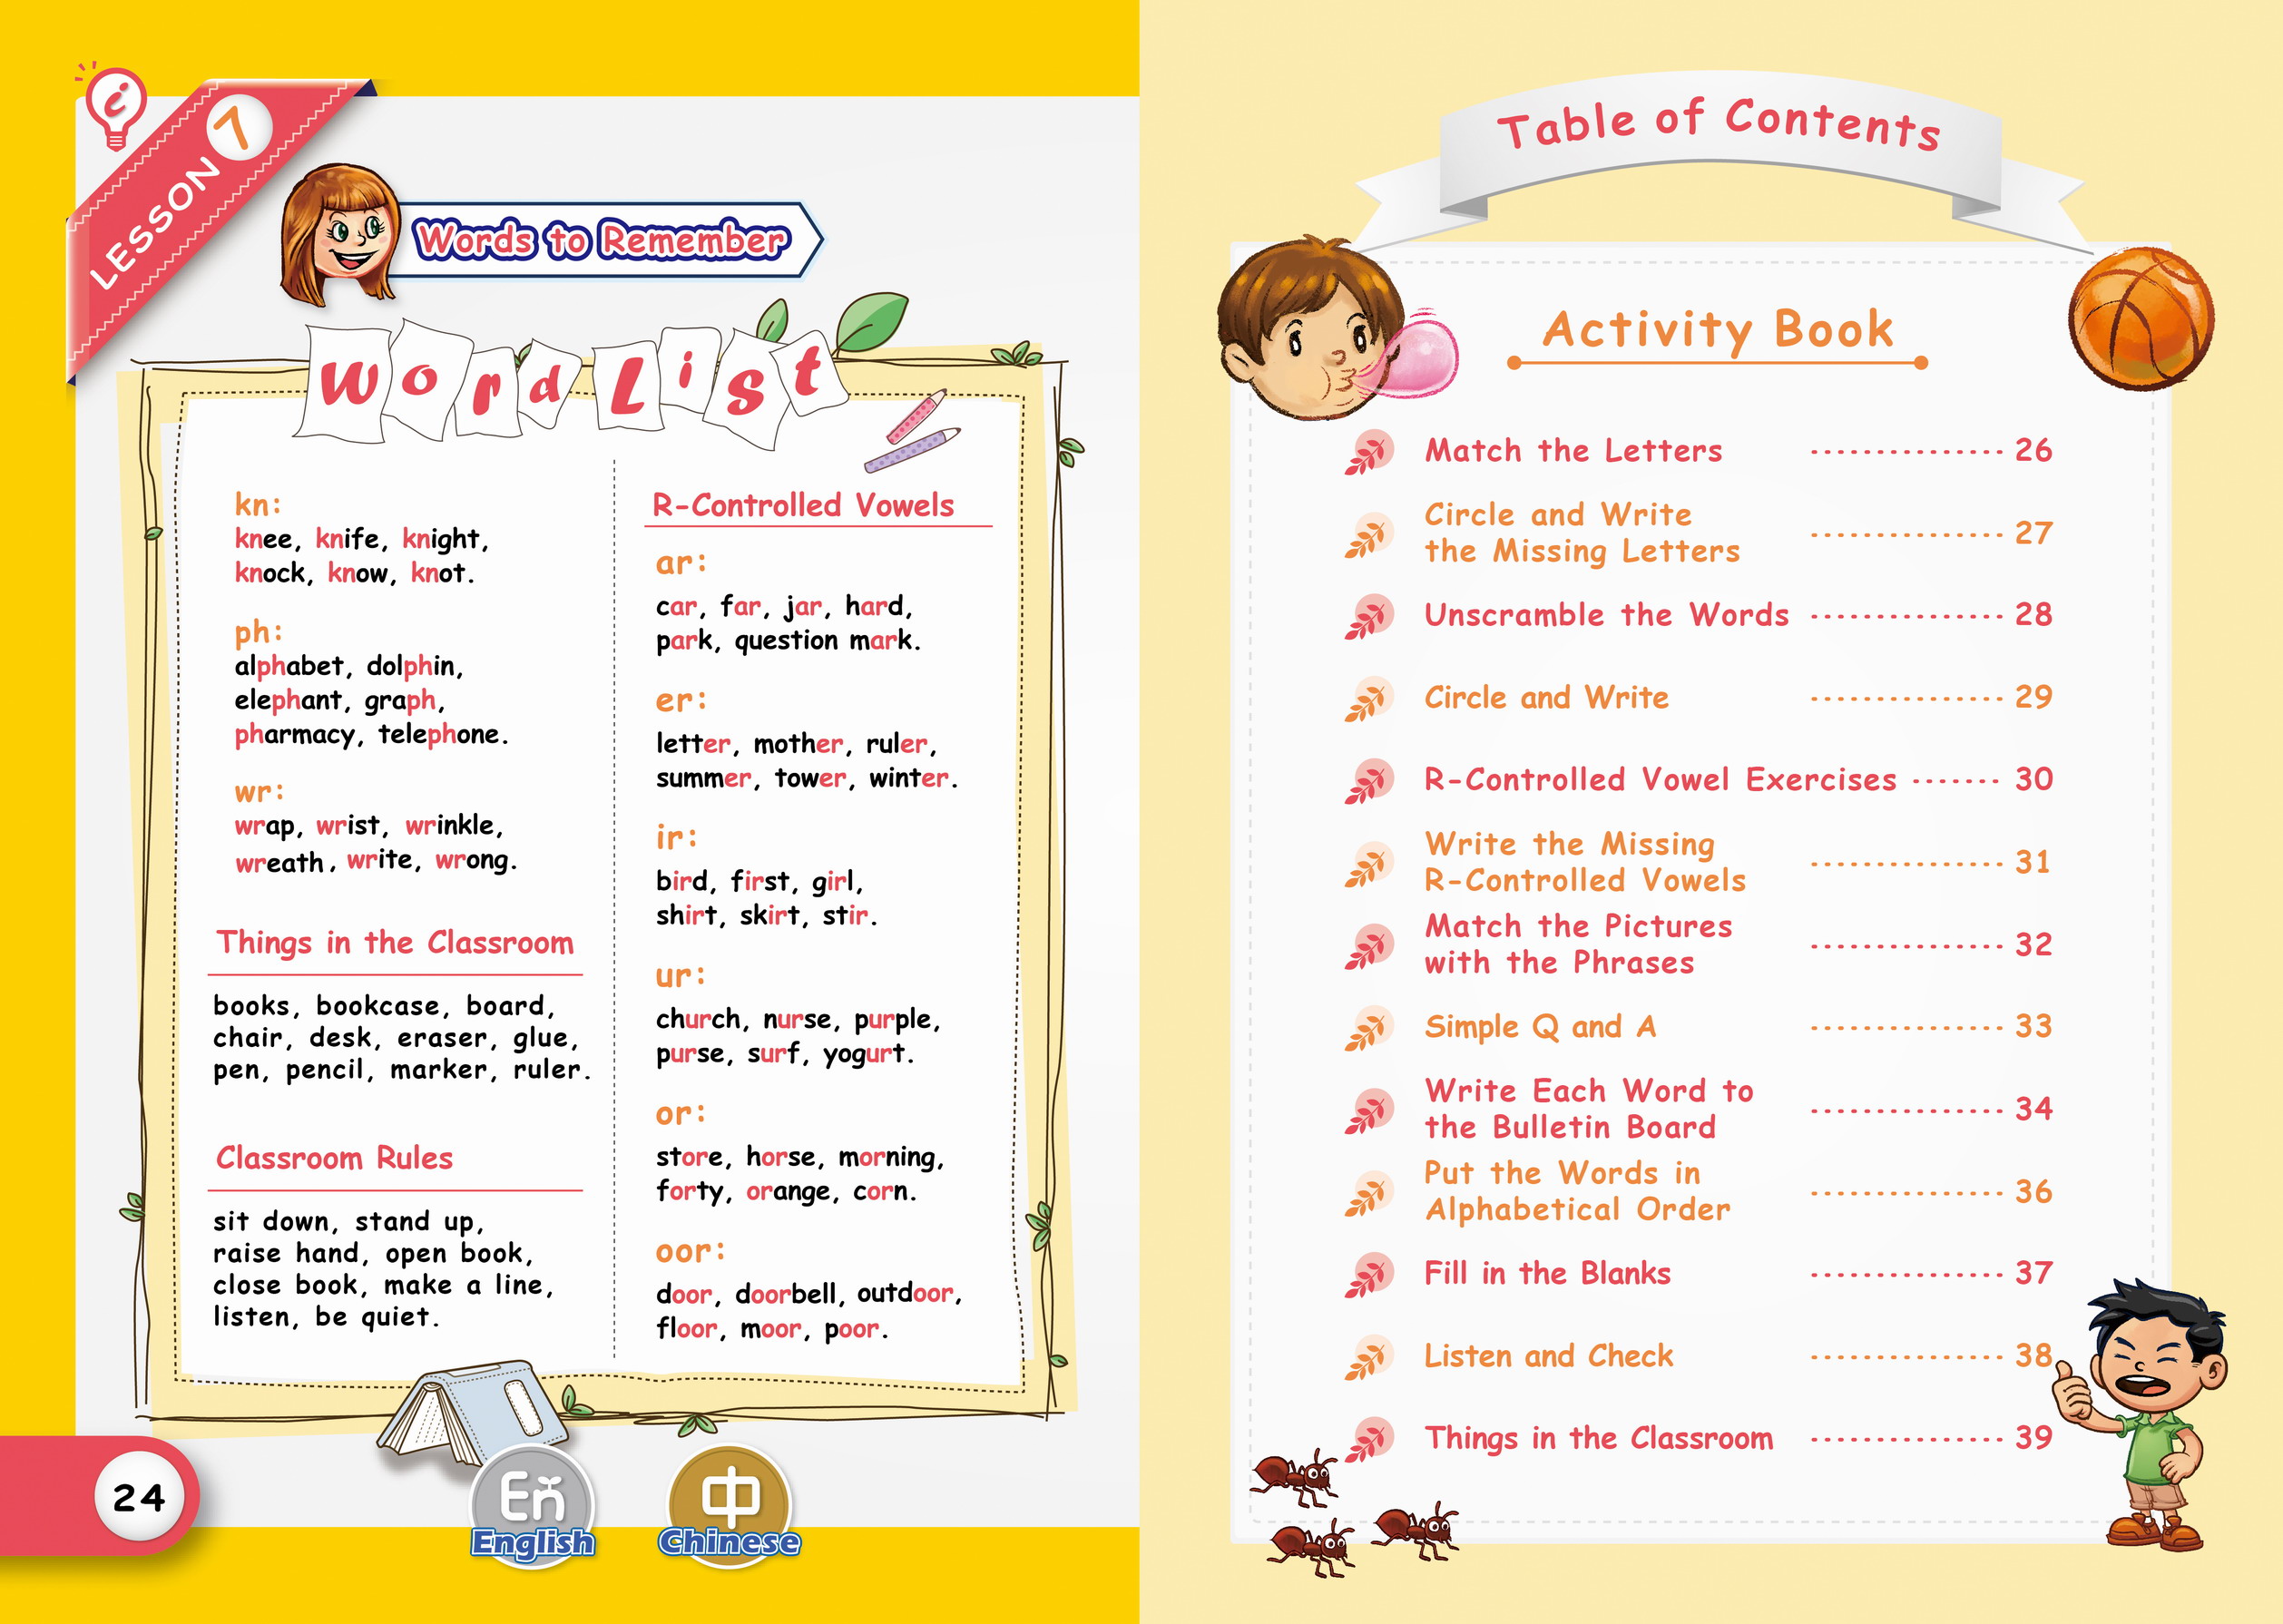 LESSON 7
Words to Remember
Word List
kn:
knee, knife, knight,
knock, know, knot.
ph:
alphabet, dolphin,
elephant, graph,
pharmacy, telephone.
wr:
wrap, wrist, wrinkle,
wreath, write, wrong.
Things in the Classroom
books, bookcase, board,
chair, desk, eraser, glue,
pen, pencil, marker, ruler.
Classroom Rules
sit down, stand up,
raise hand, open book,
close book, make a line,
listen, be quiet.
R-Controlled Vowels
ar:
car, far, jar, hard,
park, question mark.
er:
letter, mother, ruler,
summer, tower, winter.
ir:
bird, first, girl,
shirt, skirt, stir.
ur:
church, nurse, purple,
purse, surf, yogurt.
or:
store, horse, morning,
forty, orange, corn.
oor:
door, doorbell, outdoor,
floor, moor, poor.
24
En
English
中
Chinese
Table of Contents
Activity Book
Match the Letters 26
Circle and Write
the Missing Letters 27
Unscramble the Words 28
Circle and Write 29
R-Controlled Vowel Exercises 30
Write the Missing
R-Controlled Vowels 31
Match the Pictures
with the Phrases 32
Simple Q and A 33
Write Each Word to
the Bulletin Board 34
Put the Words in
Alphabetical Order 36
Fill in the Blanks 37
Listen and Check 38
Things in the Classroom 39